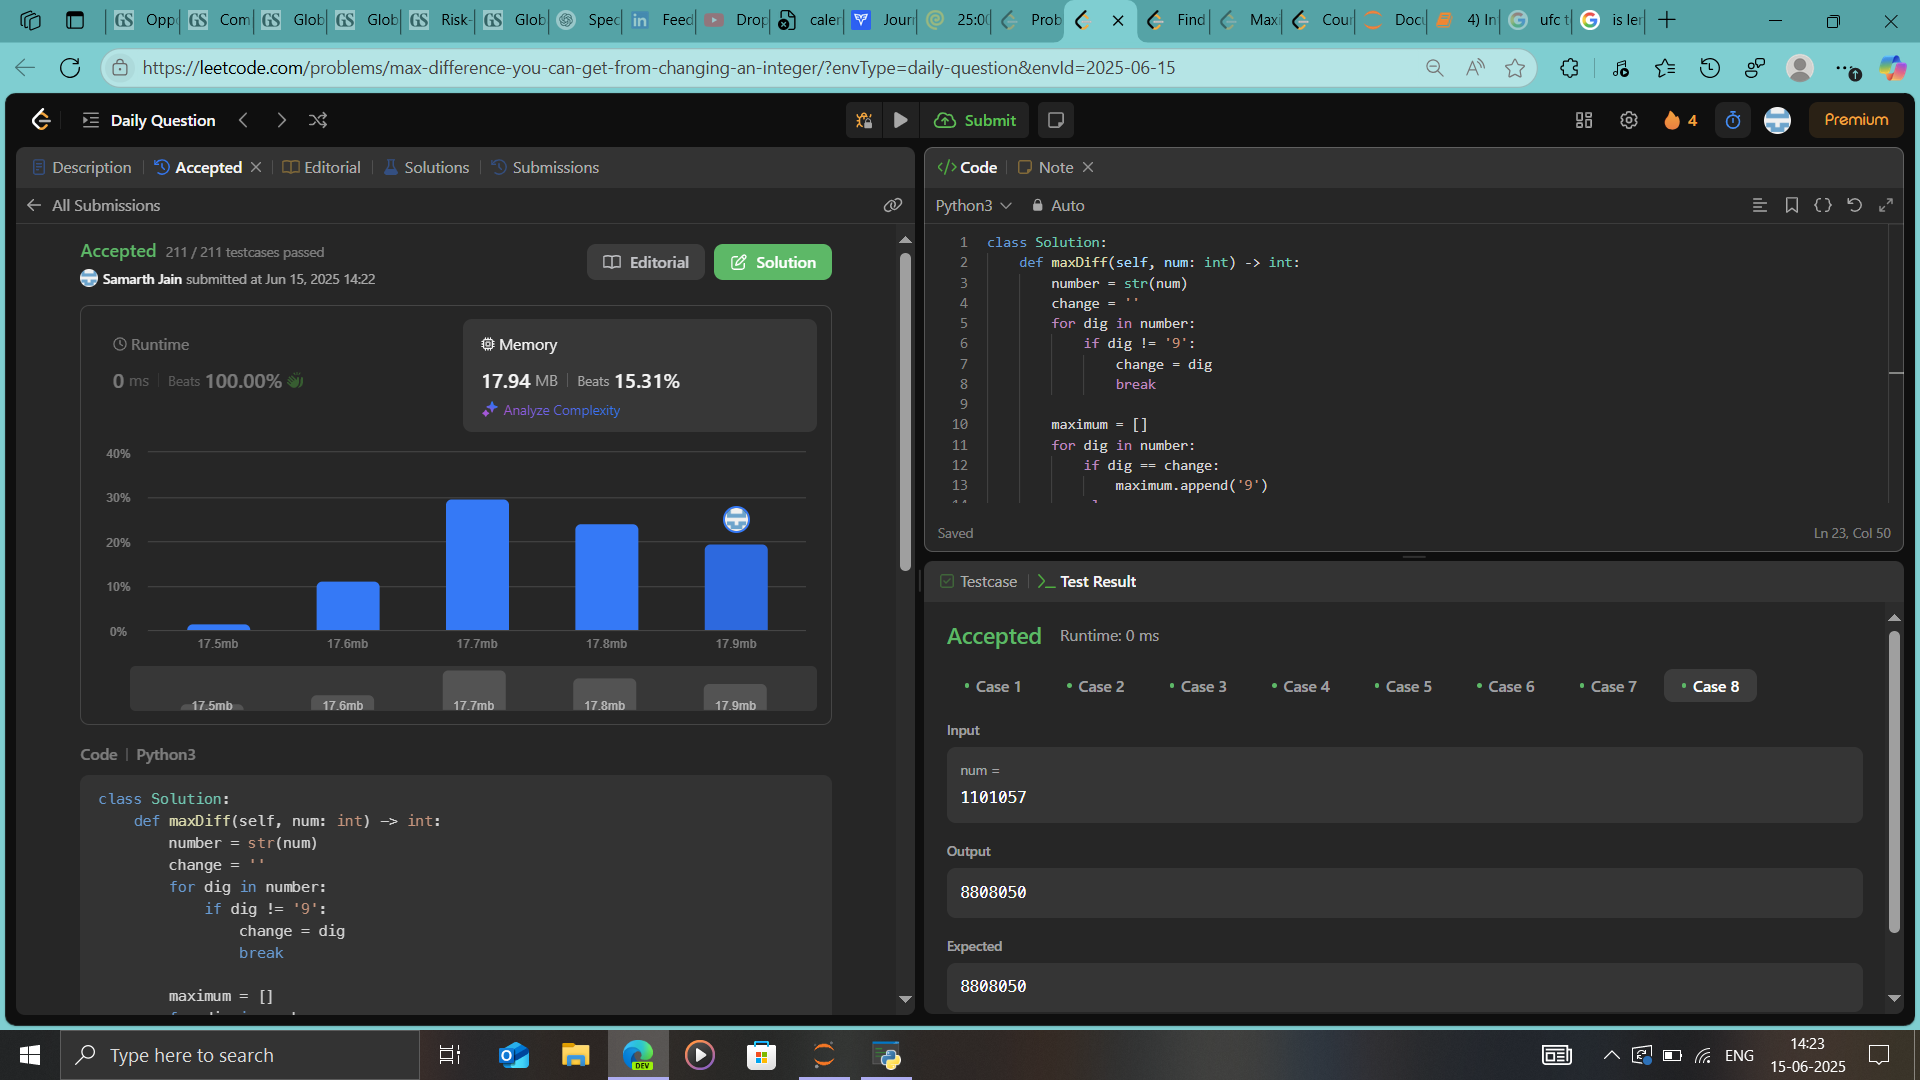 Oppo
Com
Glob
Glob
Risk-
Glob
Spec
Feed
Drop
caler
Jour
25:00
Prob
Find
Max
Cour
Docu
4) In
ufc t
is ler
https://leetcode.com/problems/max-difference-you-can-get-from-changing-an-integer/?envType=daily-question&envId=2025-06-15
Daily Question
Submit
4
Premium
Description
Accepted
Editorial
Solutions
Submissions
All Submissions
Accepted 211 / 211 testcases passed
Samarth Jain submitted at Jun 15, 2025 14:22
Editorial
Solution
Runtime
0 ms Beats 100.00%
Memory
17.94 MB Beats 15.31%
Analyze Complexity
40%
30%
20%
10%
0%
17.5mb 17.6mb 17.7mb 17.8mb 17.9mb
17.5mb 17.6mb 17.7mb 17.8mb 17.9mb
Code | Python3
class Solution:
def maxDiff(self, num: int) -> int:
number = str(num)
change = ''
for dig in number:
if dig != '9':
change = dig
break
maximum = []
Code
Note
Python3
Auto
1 class Solution:
2 def maxDiff(self, num: int) -> int:
3 number = str(num)
4 change = ''
5 for dig in number:
6 if dig != '9':
7 change = dig
8 break
9
10 maximum = []
11 for dig in number:
12 if dig == change:
13 maximum.append('9')
Saved
Ln 23, Col 50
Testcase
Test Result
Accepted Runtime: 0 ms
Case 1
Case 2
Case 3
Case 4
Case 5
Case 6
Case 7
Case 8
Input
num =
1101057
Output
8808050
Expected
8808050
Type here to search
DEV
ENG
14:23
15-06-2025